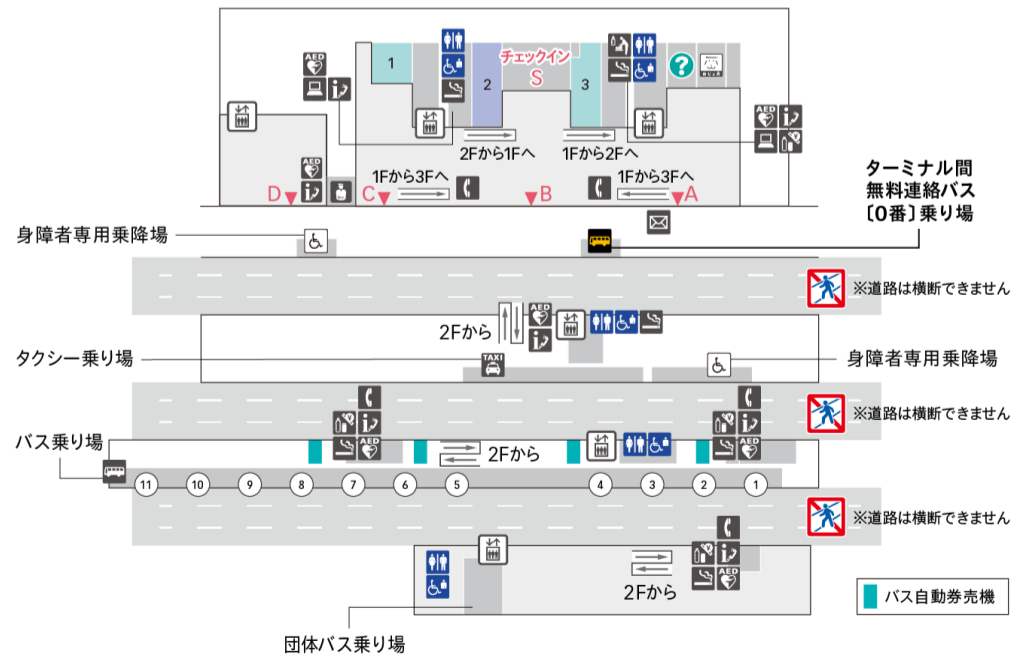 AED
1
2
チェックイン
S
3
?
AED
2Fから1Fへ
1Fから2Fへ
AED
1Fから3Fへ
1Fから3Fへ
D
C
B
A
ターミナル間
無料連絡バス
〔0番〕乗り場
身障者専用乗降場
※道路は横断できません
2Fから
AED
タクシー乗り場
TAXI
身障者専用乗降場
※道路は横断できません
バス乗り場
AED
2Fから
AED
11
10
9
8
7
6
5
4
3
2
1
※道路は横断できません
2Fから
AED
バス自動券売機
団体バス乗り場